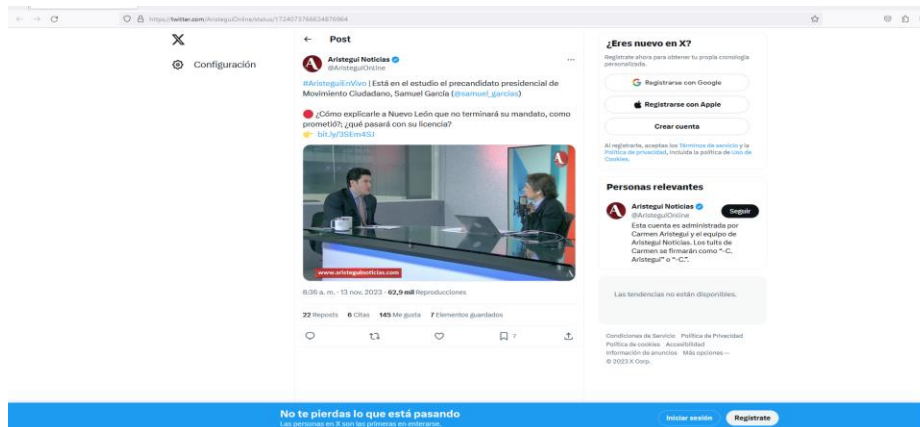 https://twitter.com/AristeguiOnline/status/1724073766634876964
Configuración
Post
Aristegui Noticias
@AristeguiOnline
#AristeguiEnVivo | Está en el estudio el precandidato presidencial de
Movimiento Ciudadano, Samuel García (@samuel_garcias)
¿Cómo explicarle a Nuevo León que no terminará su mandato, como
prometió?; ¿qué pasará con su licencia?
bit.ly/3SEm4SJ
www.aristeguinoticias.com
8:36 a. m. · 13 nov. 2023 · 62,9 mil Reproducciones
22 Reposts 6 Citas 145 Me gusta 7 Elementos guardados
7
¿Eres nuevo en X?
Regístrate ahora para obtener tu propia cronología
personalizada.
Registrarse con Google
Registrarse con Apple
Crear cuenta
Al registrarte, aceptas los Términos de servicio y la
Política de privacidad, incluida la política de Uso de
Cookies.
Personas relevantes
Aristegui Noticias
@AristeguiOnline
Seguir
Esta cuenta es administrada por
Carmen Aristegui y el equipo de
Aristegui Noticias. Los tuits de
Carmen se firmarán como "-C.
Aristegui" o "-C.".
Las tendencias no están disponibles.
Condiciones de Servicio Política de Privacidad
Política de cookies Accesibilidad
Información de anuncios Más opciones —
© 2023 X Corp.
No te pierdas lo que está pasando
Las personas en X son las primeras en enterarse.
Iniciar sesión
Regístrate